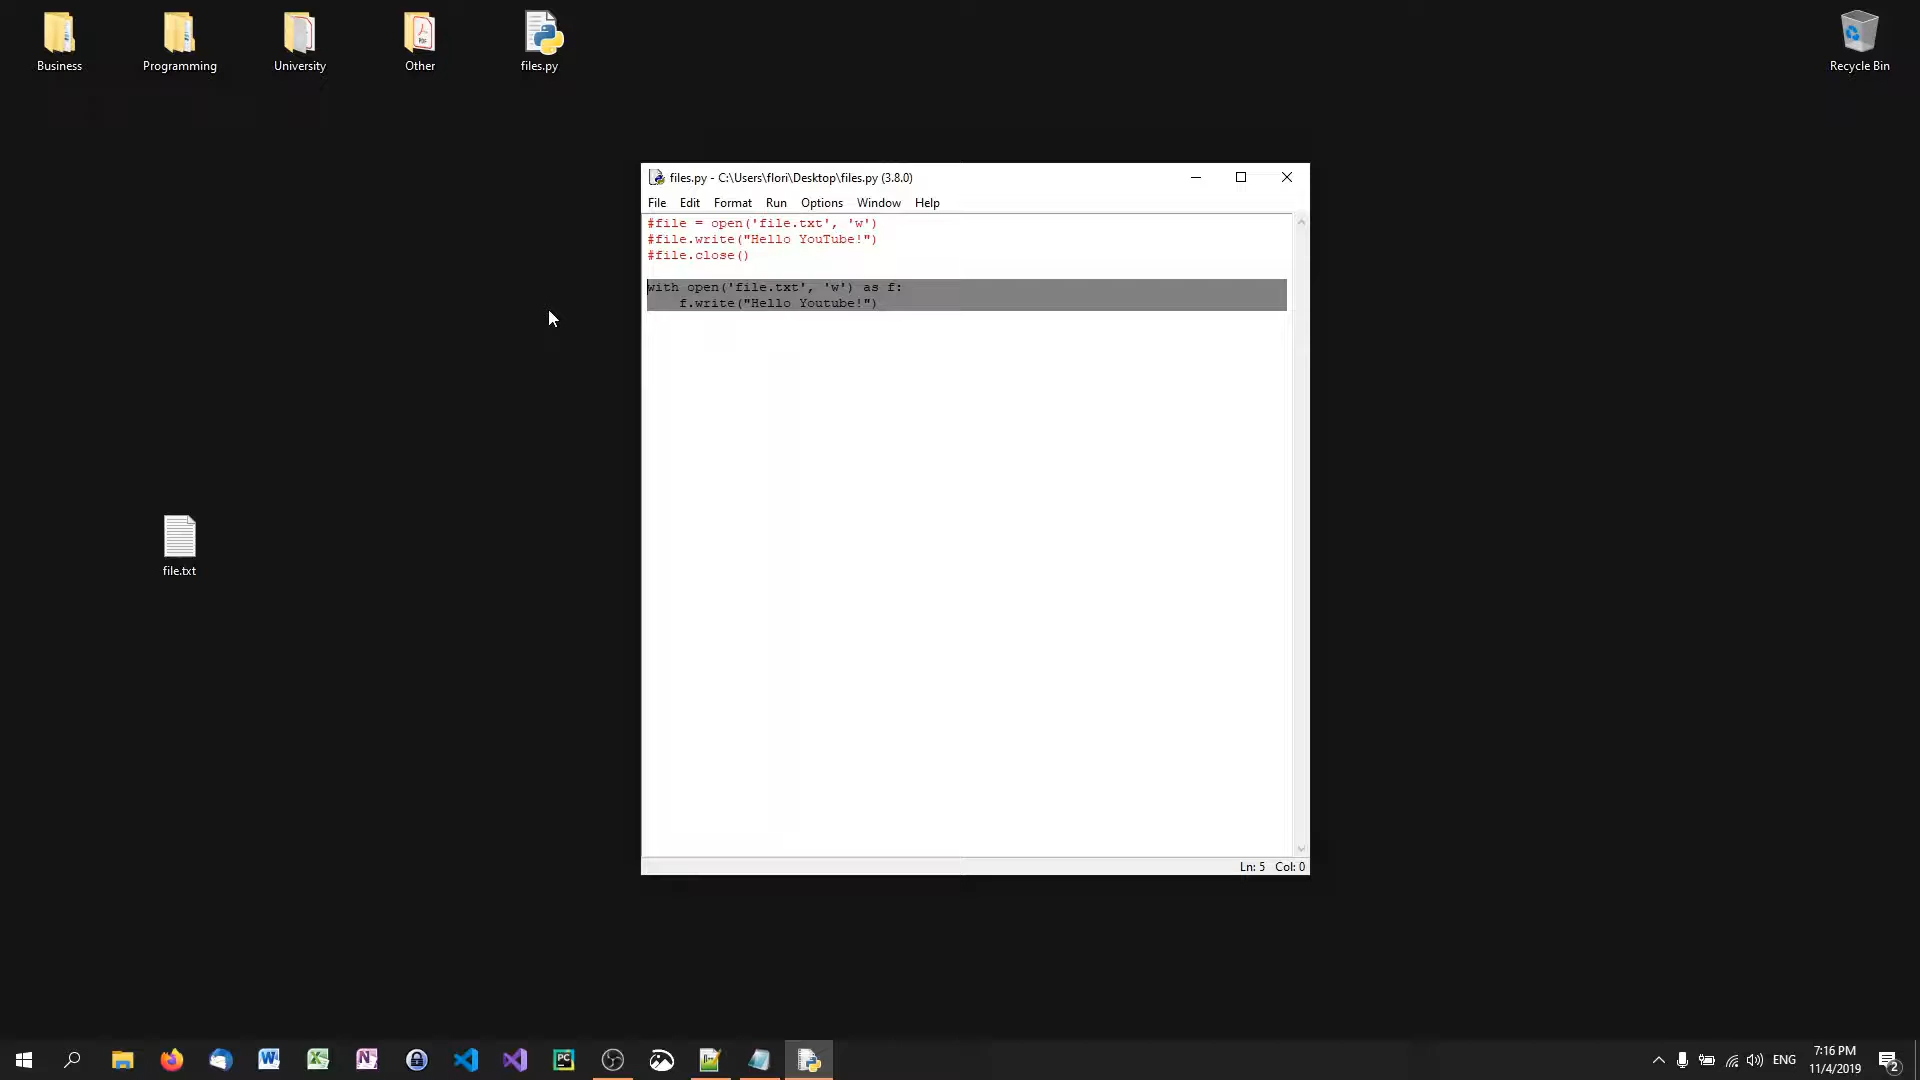 Business
Programming
University
Other
files.py
Recycle Bin
files.py - C:\Users\flori\Desktop\files.py (3.8.0)
File Edit Format Run Options Window Help
#file = open('file.txt', 'w')
#file.write("Hello YouTube!")
#file.close()
with open('file.txt', 'w') as f:
    f.write("Hello Youtube!")
file.txt
Ln: 5 Col: 0
ENG
7:16 PM
11/4/2019
2